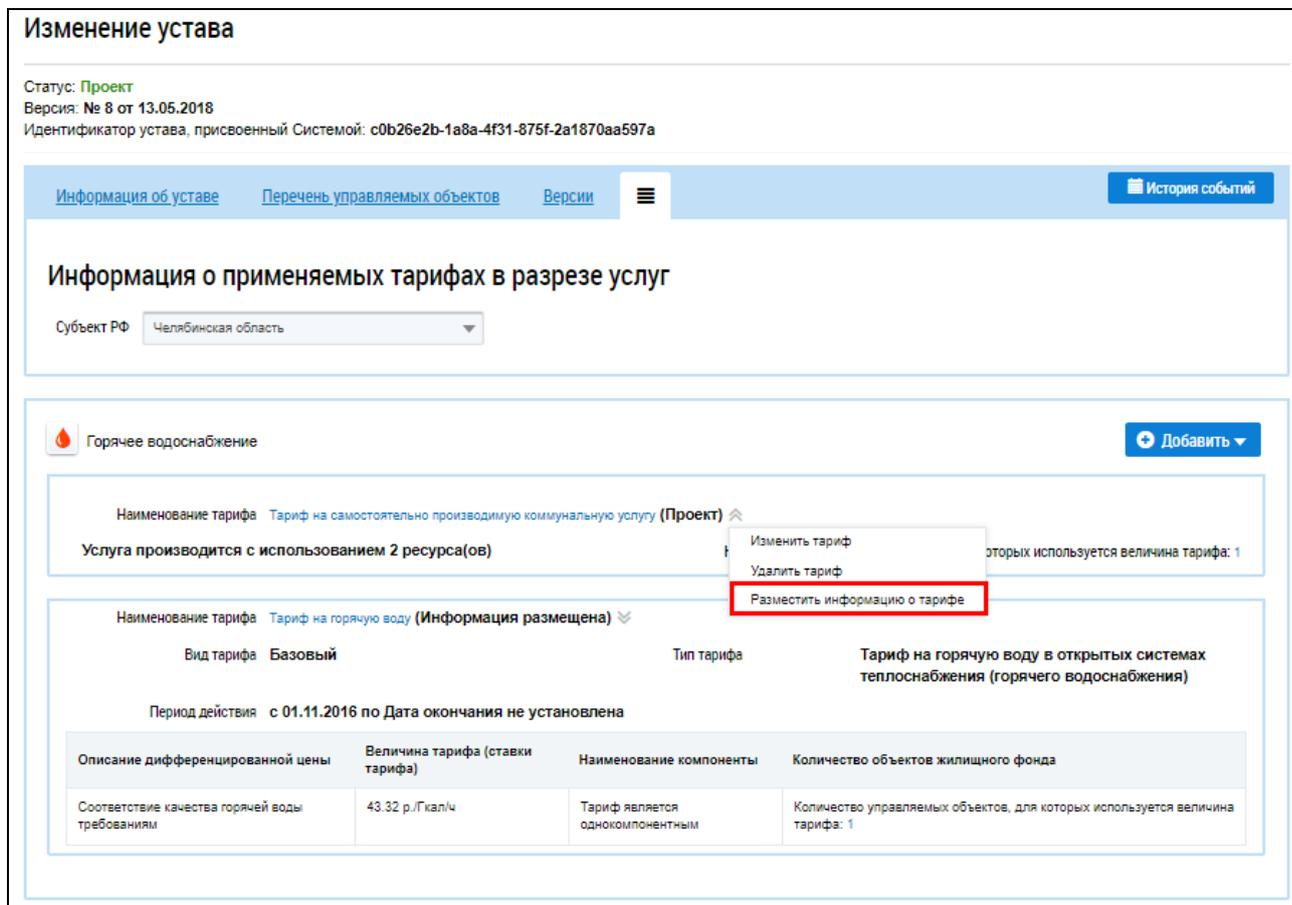 Изменение устава
Статус: Проект
Версия: № 8 от 13.05.2018
Идентификатор устава, присвоенный Системой: c0b26e2b-1a8a-4f31-875f-2a1870aa597a
Информация об уставе Перечень управляемых объектов Версии История событий
Информация о применяемых тарифах в разрезе услуг
Субъект РФ Челябинская область
Горячее водоснабжение Добавить
Наименование тарифа Тариф на самостоятельно производимую коммунальную услугу (Проект)
Изменить тариф
Услуга производится с использованием 2 ресурса(ов) которых используется величина тарифа: 1
Удалить тариф
Разместить информацию о тарифе
Наименование тарифа Тариф на горячую воду (Информация размещена)
Вид тарифа Базовый Тип тарифа Тариф на горячую воду в открытых системах
теплоснабжения (горячего водоснабжения)
Период действия с 01.11.2016 по Дата окончания не установлена
Описание дифференцированной цены Величина тарифа (ставки Наименование компоненты Количество объектов жилищного фонда
тарифа)
Соответствие качества горячей воды 43.32 р./Гкал/ч Тариф является Количество управляемых объектов, для которых используется величина
требованиям однокомпонентным тарифа: 1